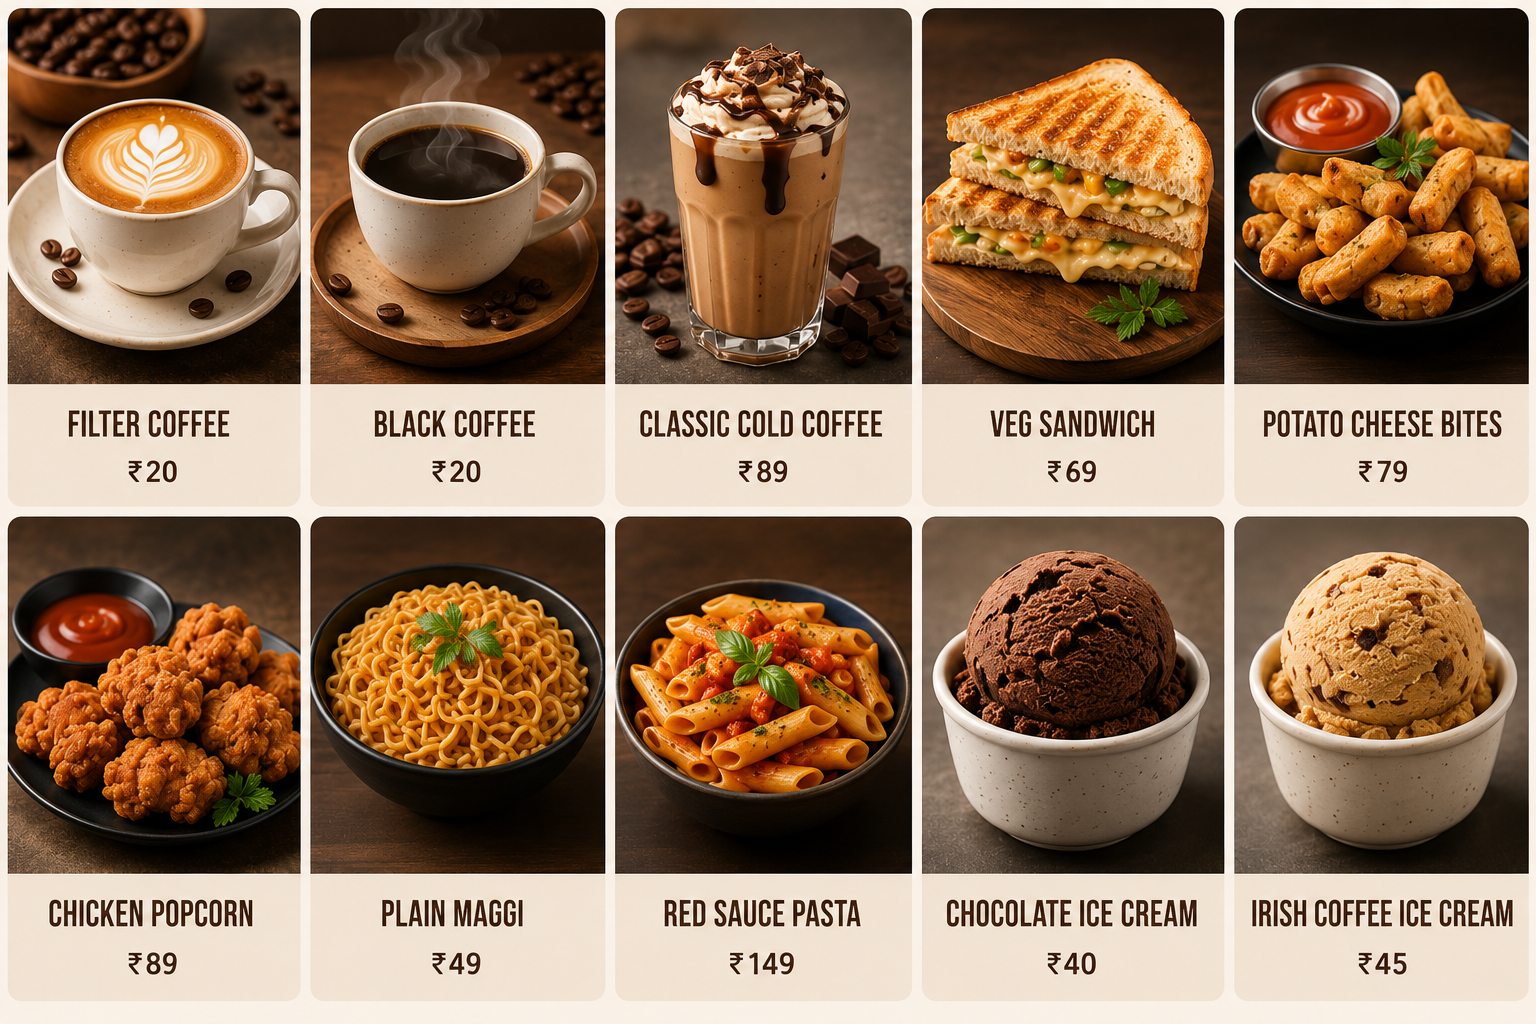 FILTER COFFEE
₹20
BLACK COFFEE
₹20
CLASSIC COLD COFFEE
₹89
VEG SANDWICH
₹69
POTATO CHEESE BITES
₹79
CHICKEN POPCORN
₹89
PLAIN MAGGI
₹49
RED SAUCE PASTA
₹149
CHOCOLATE ICE CREAM
₹40
IRISH COFFEE ICE CREAM
₹45